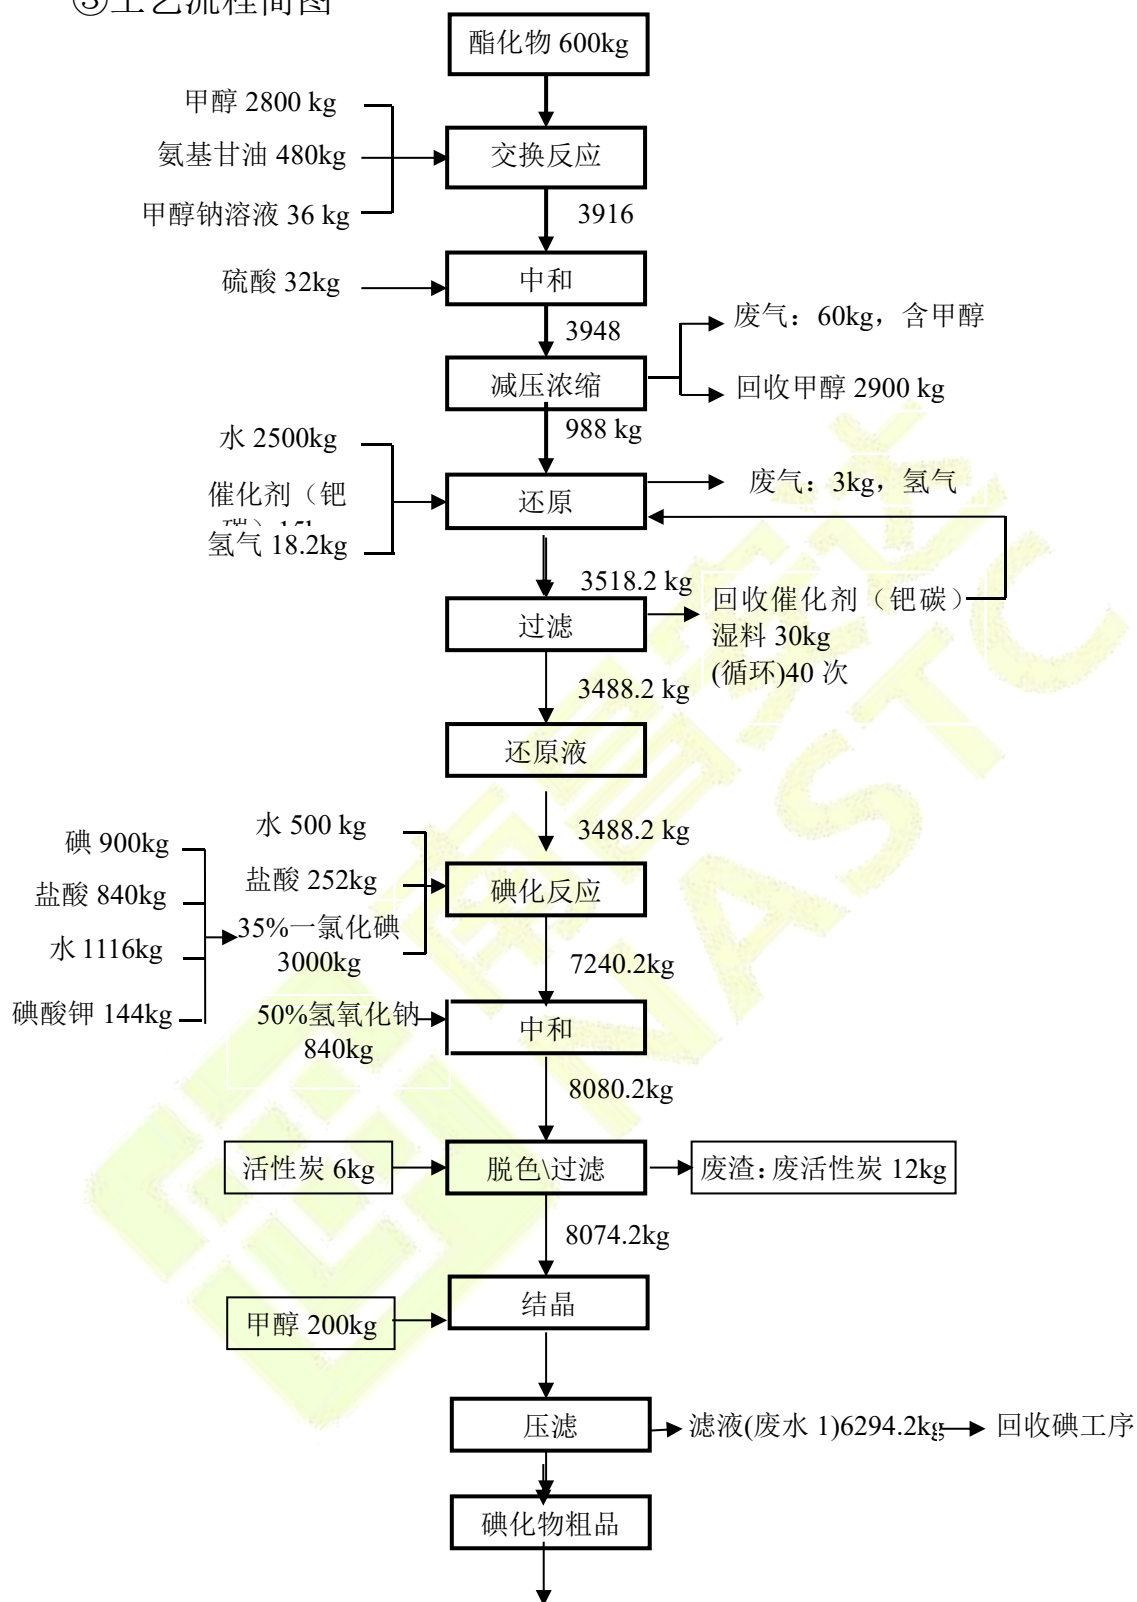 ③工艺流程简图
酯化物 600kg
甲醇 2800 kg
氨基甘油 480kg
交换反应
甲醇钠溶液 36 kg
3916
硫酸 32kg
中和
3948
废气：60kg，含甲醇
减压浓缩
回收甲醇 2900 kg
988 kg
水 2500kg
催化剂（钯
碳）15kg
氢气 18.2kg
还原
废气：3kg，氢气
3518.2 kg
过滤
回收催化剂（钯碳）
湿料 30kg
(循环)40 次
3488.2 kg
还原液
3488.2 kg
碘 900kg
盐酸 840kg
水 1116kg
碘酸钾 144kg
水 500 kg
盐酸 252kg
35%一氯化碘
3000kg
碘化反应
7240.2kg
50%氢氧化钠
840kg
中和
8080.2kg
活性炭 6kg
脱色\过滤
废渣：废活性炭 12kg
8074.2kg
结晶
甲醇 200kg
压滤
滤液(废水 1)6294.2kg
回收碘工序
碘化物粗品
南昌安科
NASTC